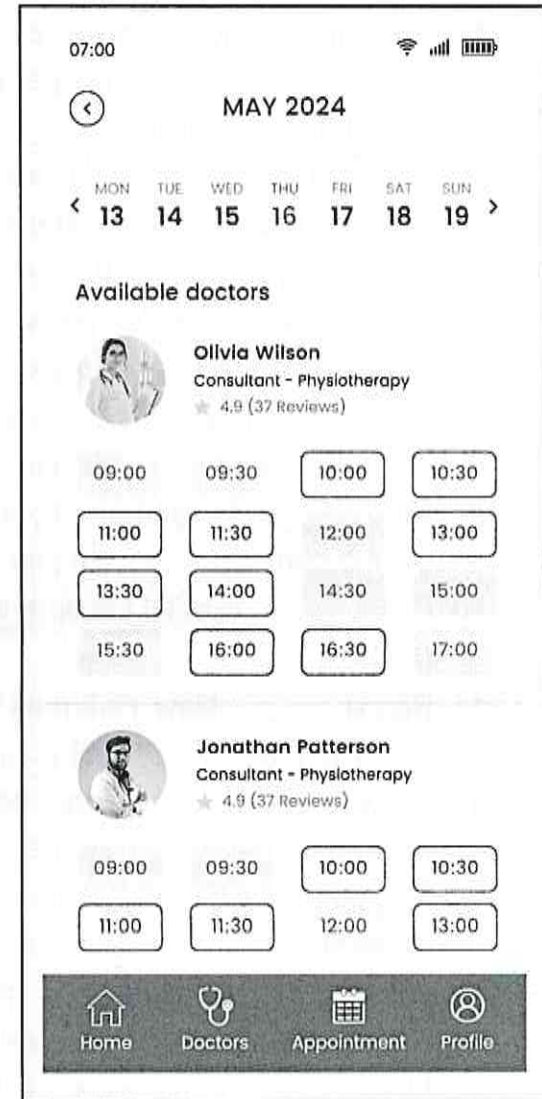 07:00
MAY 2024
MON TUE WED THU FRI SAT SUN
< 13 14 15 16 17 18 19 >
Available doctors
Olivia Wilson
Consultant - Physiotherapy
4.9 (37 Reviews)
09:00 09:30 10:00 10:30
11:00 11:30 12:00 13:00
13:30 14:00 14:30 15:00
15:30 16:00 16:30 17:00
Jonathan Patterson
Consultant - Physiotherapy
4.9 (37 Reviews)
09:00 09:30 10:00 10:30
11:00 11:30 12:00 13:00
Home Doctors Appointment Profile